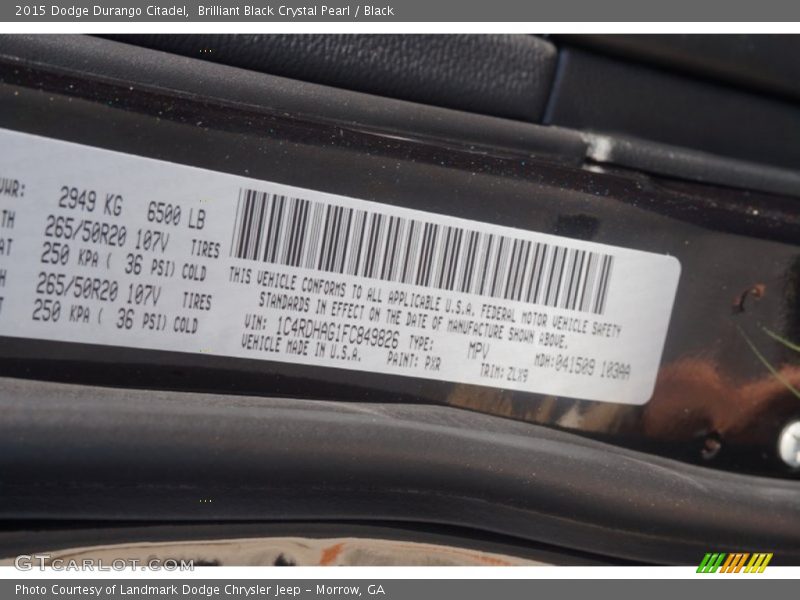 2015 Dodge Durango Citadel,  Brilliant Black Crystal Pearl / Black
VWR: 2949 KG 6500 LB
TH 265/50R20 107V TIRES
AT 250 KPA ( 36 PSI) COLD
H 265/50R20 107V TIRES
T 250 KPA ( 36 PSI) COLD
THIS VEHICLE CONFORMS TO ALL APPLICABLE U.S.A. FEDERAL MOTOR VEHICLE SAFETY
STANDARDS IN EFFECT ON THE DATE OF MANUFACTURE SHOWN ABOVE.
VIN: 1C4RDHAG1FC849826 TYPE: MPV MDH:041509 103AA
VEHICLE MADE IN U.S.A. PAINT: PXR TRIM: ZLX9
GTCARLOT.COM
Photo Courtesy of Landmark Dodge Chrysler Jeep - Morrow, GA